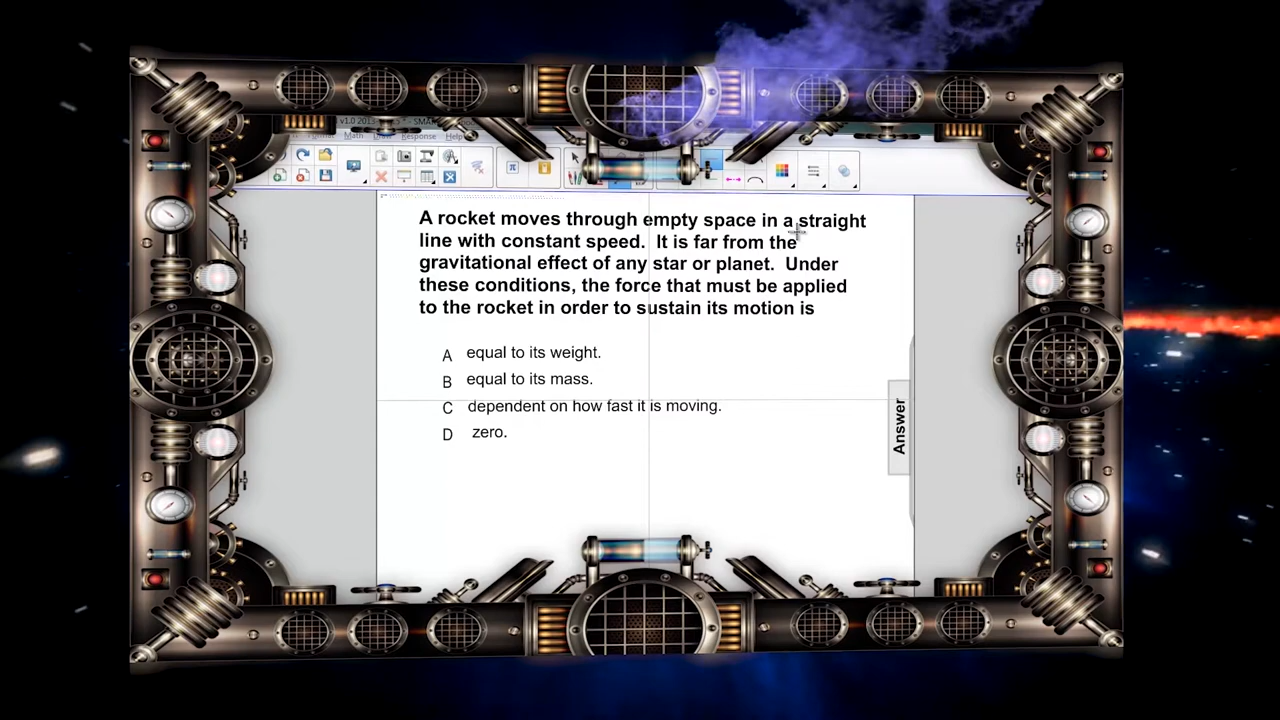 Math
Response
Help
A rocket moves through empty space in a straight
line with constant speed. It is far from the
gravitational effect of any star or planet. Under
these conditions, the force that must be applied
to the rocket in order to sustain its motion is
A equal to its weight.
B equal to its mass.
C dependent on how fast it is moving.
D zero.
Answer